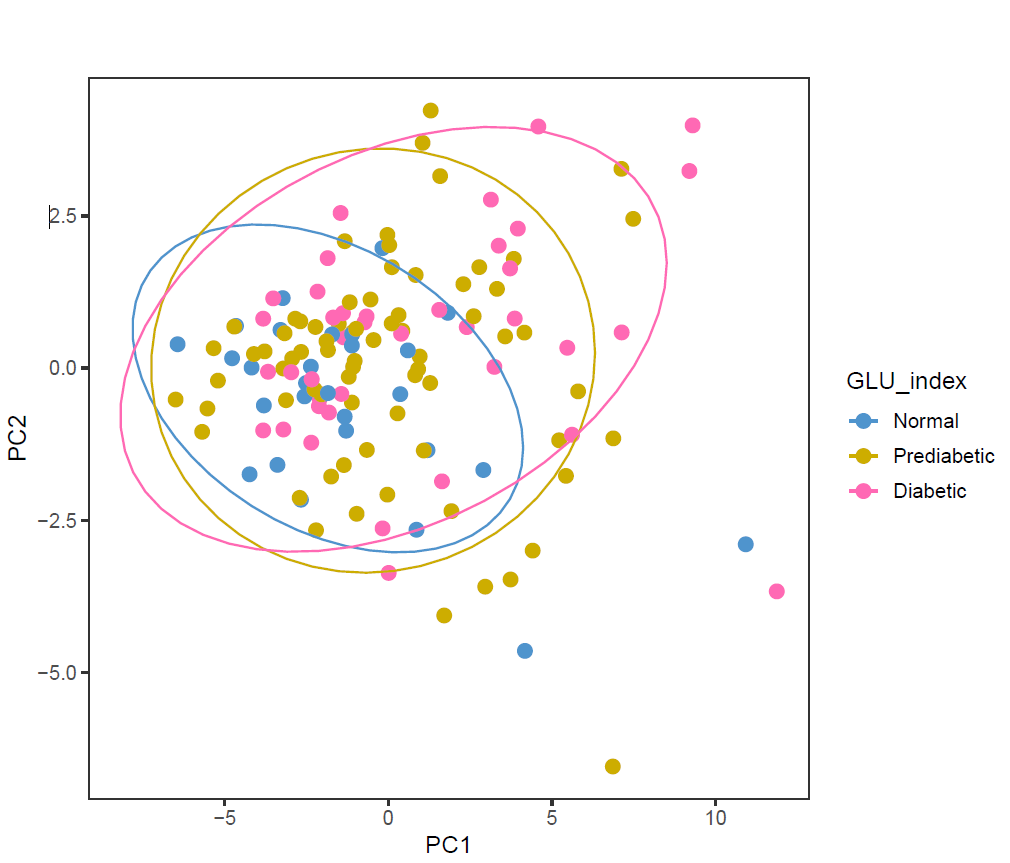 2.5
0.0
−2.5
−5.0
PC2
−5
0
5
10
PC1
GLU_index
Normal
Prediabetic
Diabetic